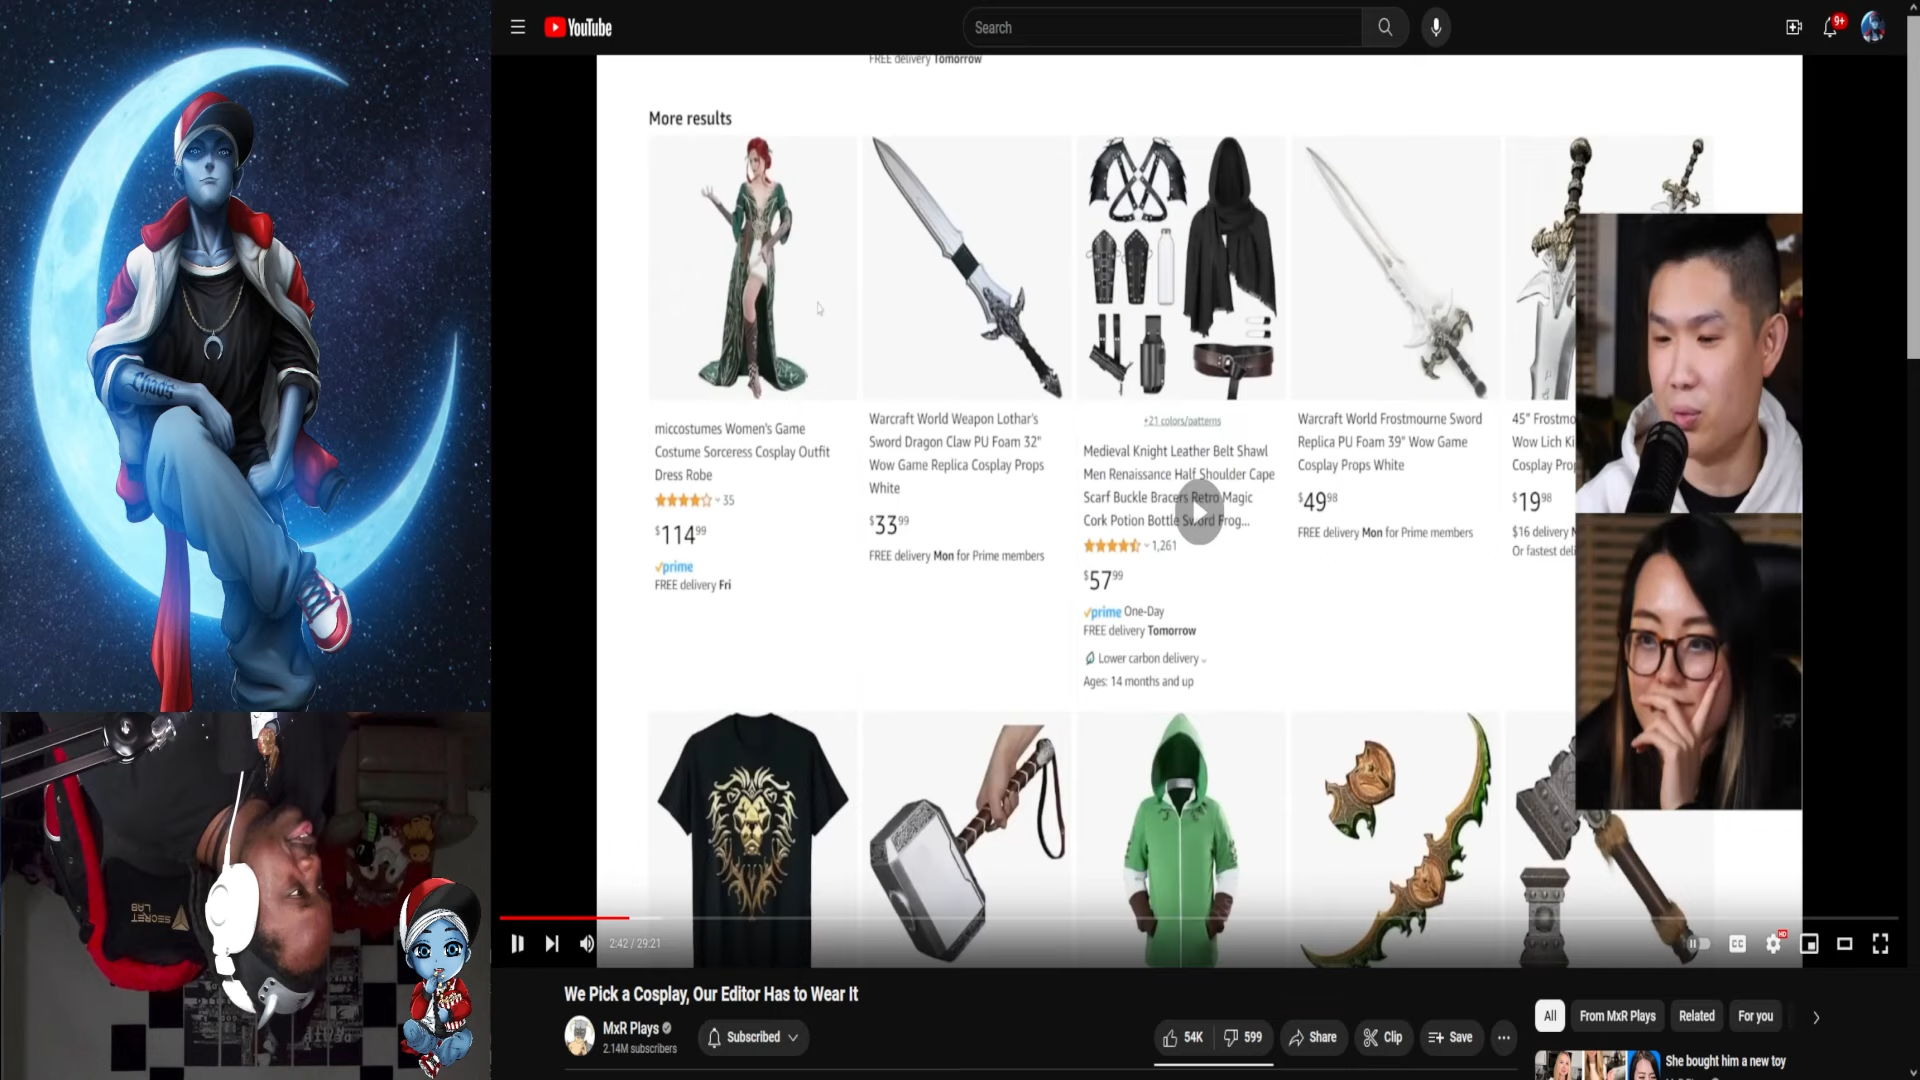 YouTube
Search
9+
FREE delivery Tomorrow
More results
miccostumes Women's Game
Costume Sorceress Cosplay Outfit
Dress Robe
35
$114.99
prime
FREE delivery Fri
Warcraft World Weapon Lothar's
Sword Dragon Claw PU Foam 32"
Wow Game Replica Cosplay Props
White
$33.99
FREE delivery Mon for Prime members
+21 colors/patterns
Medieval Knight Leather Belt Shawl
Men Renaissance Half Shoulder Cape
Scarf Buckle Bracers Retro Magic
Cork Potion Bottle Sword Frog...
1,261
$57.99
prime One-Day
FREE delivery Tomorrow
Lower carbon delivery
Ages: 14 months and up
Warcraft World Frostmourne Sword
Replica PU Foam 39" Wow Game
Cosplay Props White
$49.98
FREE delivery Mon for Prime members
45" Frostmo
Wow Lich Ki
Cosplay Prop
$19.98
$16 delivery
Or fastest deli
Chaos
SECRET
LAB
2:42 / 29:21
CC
HD
We Pick a Cosplay, Our Editor Has to Wear It
MxR Plays
2.14M subscribers
Subscribed
54K
599
Share
Clip
Save
All
From MxR Plays
Related
For you
She bought him a new toy